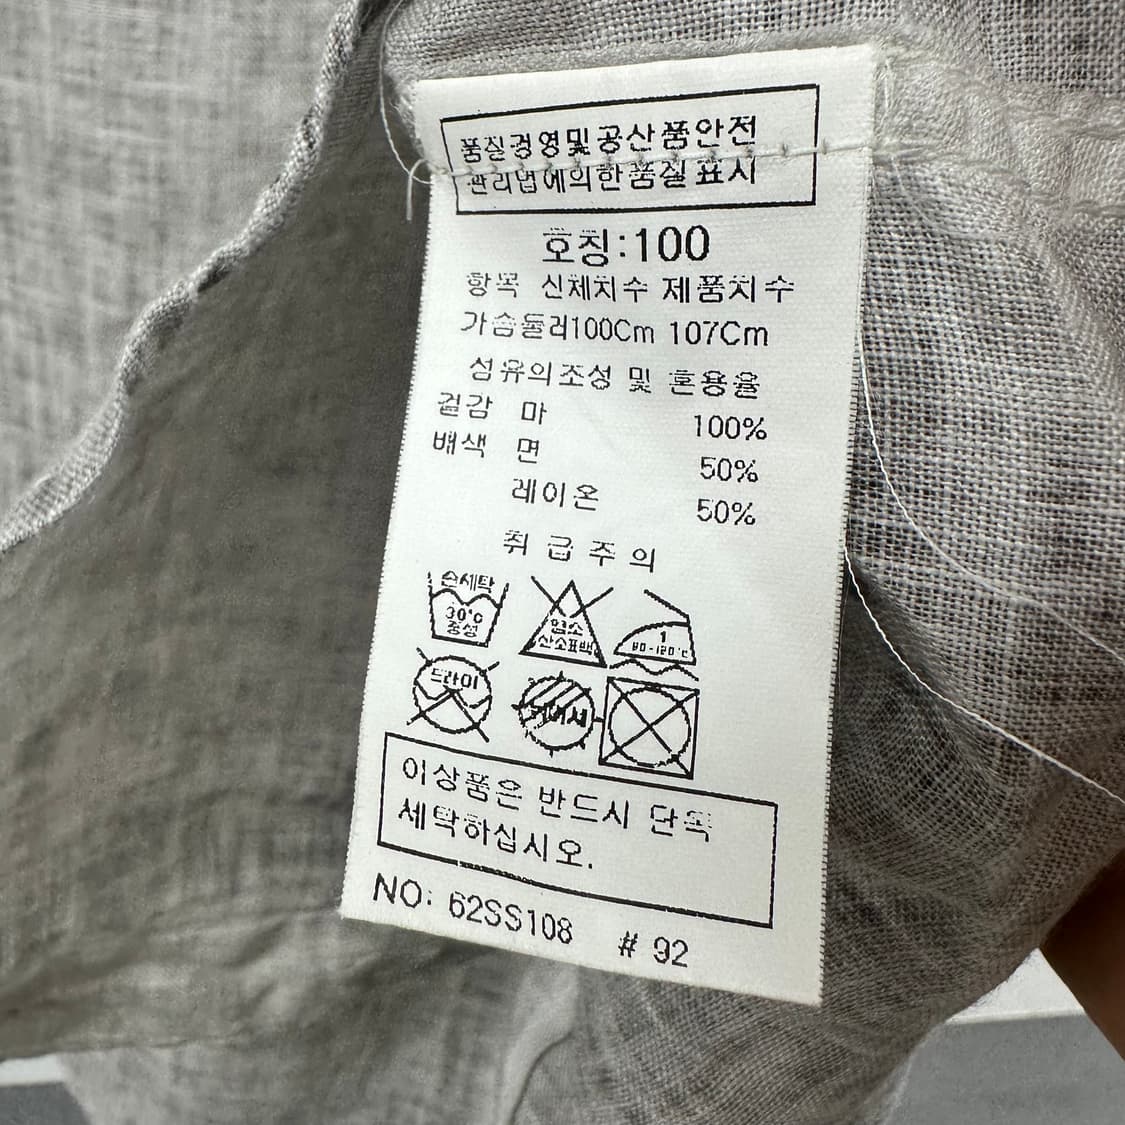 품질경영및공산품안전
관리법에의한품질표시
호칭:100
항목 신체치수 제품치수
가슴둘러100Cm 107Cm
섬유의조성 및 혼용율
겉감 마 100%
배색 면 50%
레이온 50%
취급주의
손세탁
30°c
중성
염소
산소표백
1
80-120°c
드라이
이상품은 반드시 단독
세탁하십시오.
NO: 62SS108 # 92